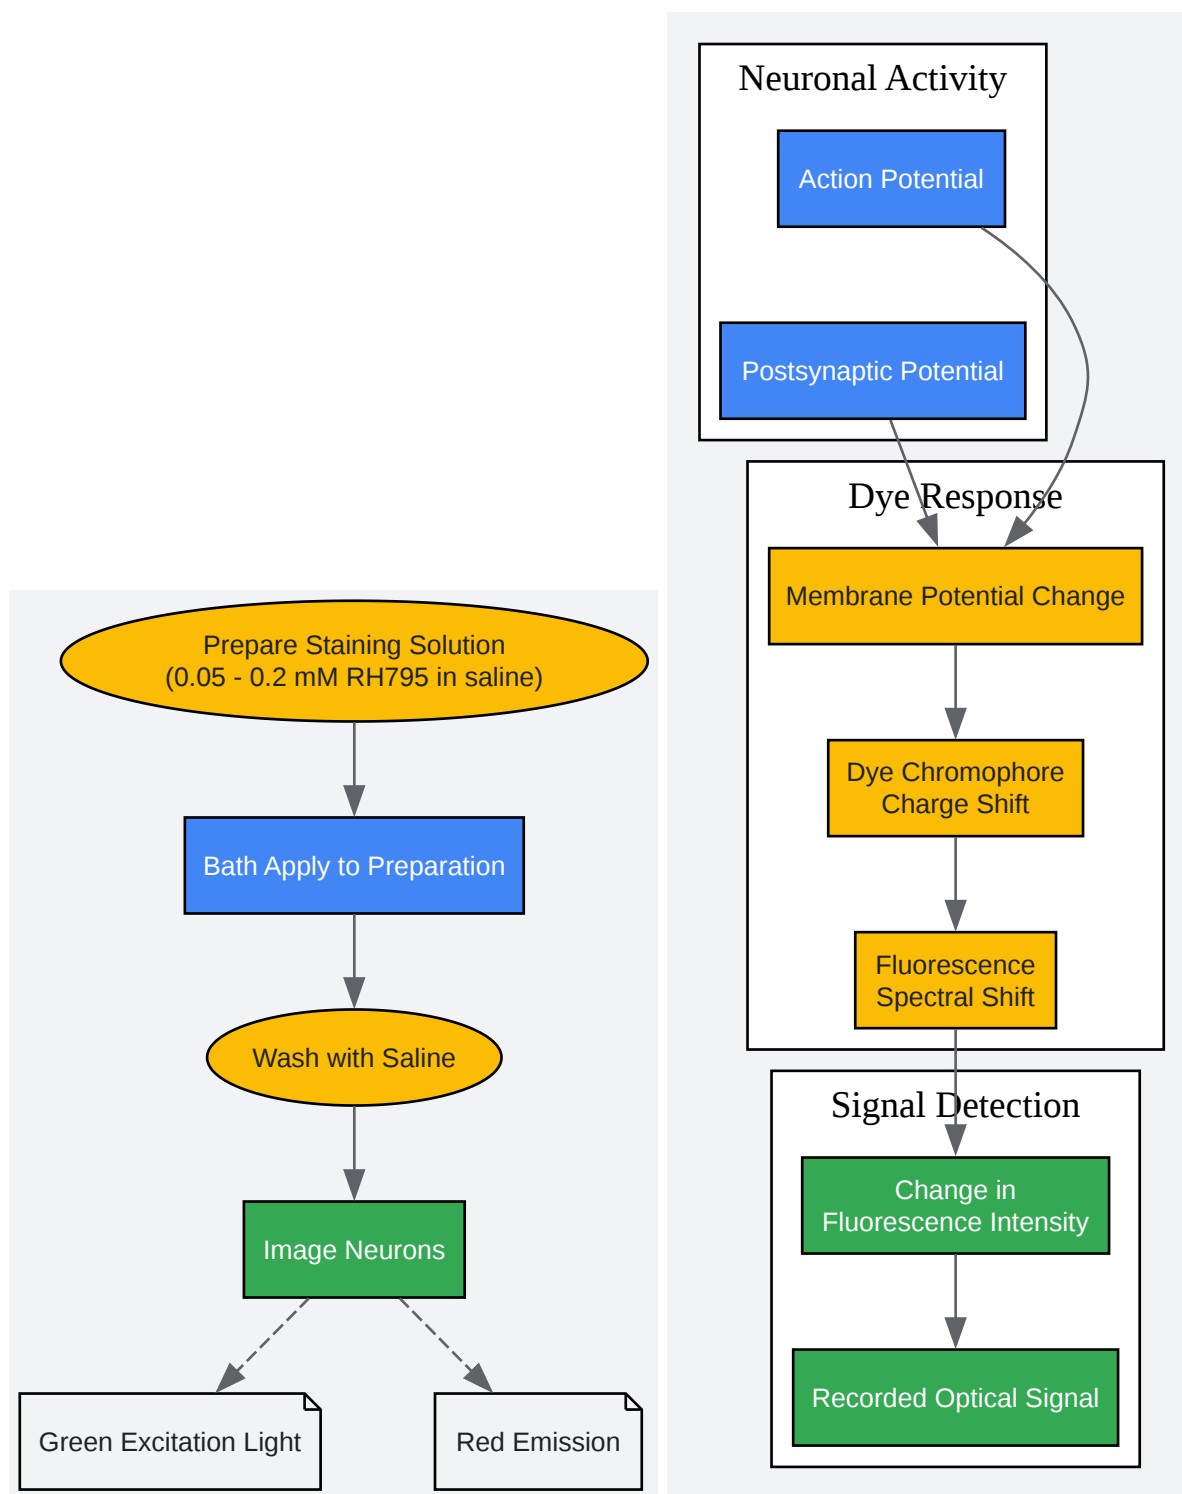 Neuronal Activity
Action Potential
Postsynaptic Potential
Dye Response
Membrane Potential Change
Dye Chromophore
Charge Shift
Fluorescence
Spectral Shift
Signal Detection
Change in
Fluorescence Intensity
Recorded Optical Signal
Prepare Staining Solution
(0.05 - 0.2 mM RH795 in saline)
Bath Apply to Preparation
Wash with Saline
Image Neurons
Green Excitation Light
Red Emission